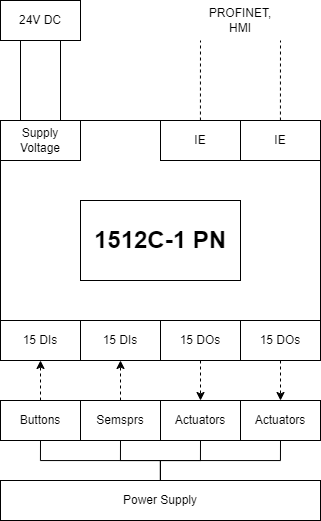 24V DC
PROFINET,
HMI
Supply
Voltage
IE
IE
1512C-1 PN
15 DIs
15 DIs
15 DOs
15 DOs
Buttons
Semsprs
Actuators
Actuators
Power Supply